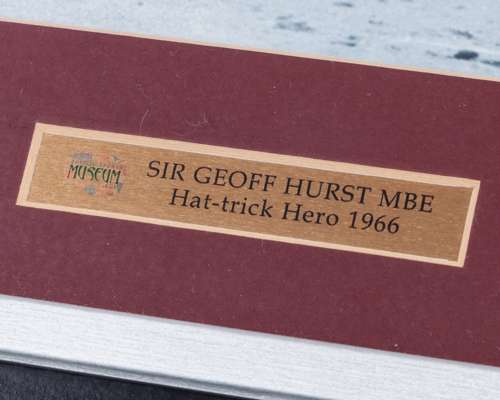 MUSEUM
SIR GEOFF HURST MBE
Hat-trick Hero 1966